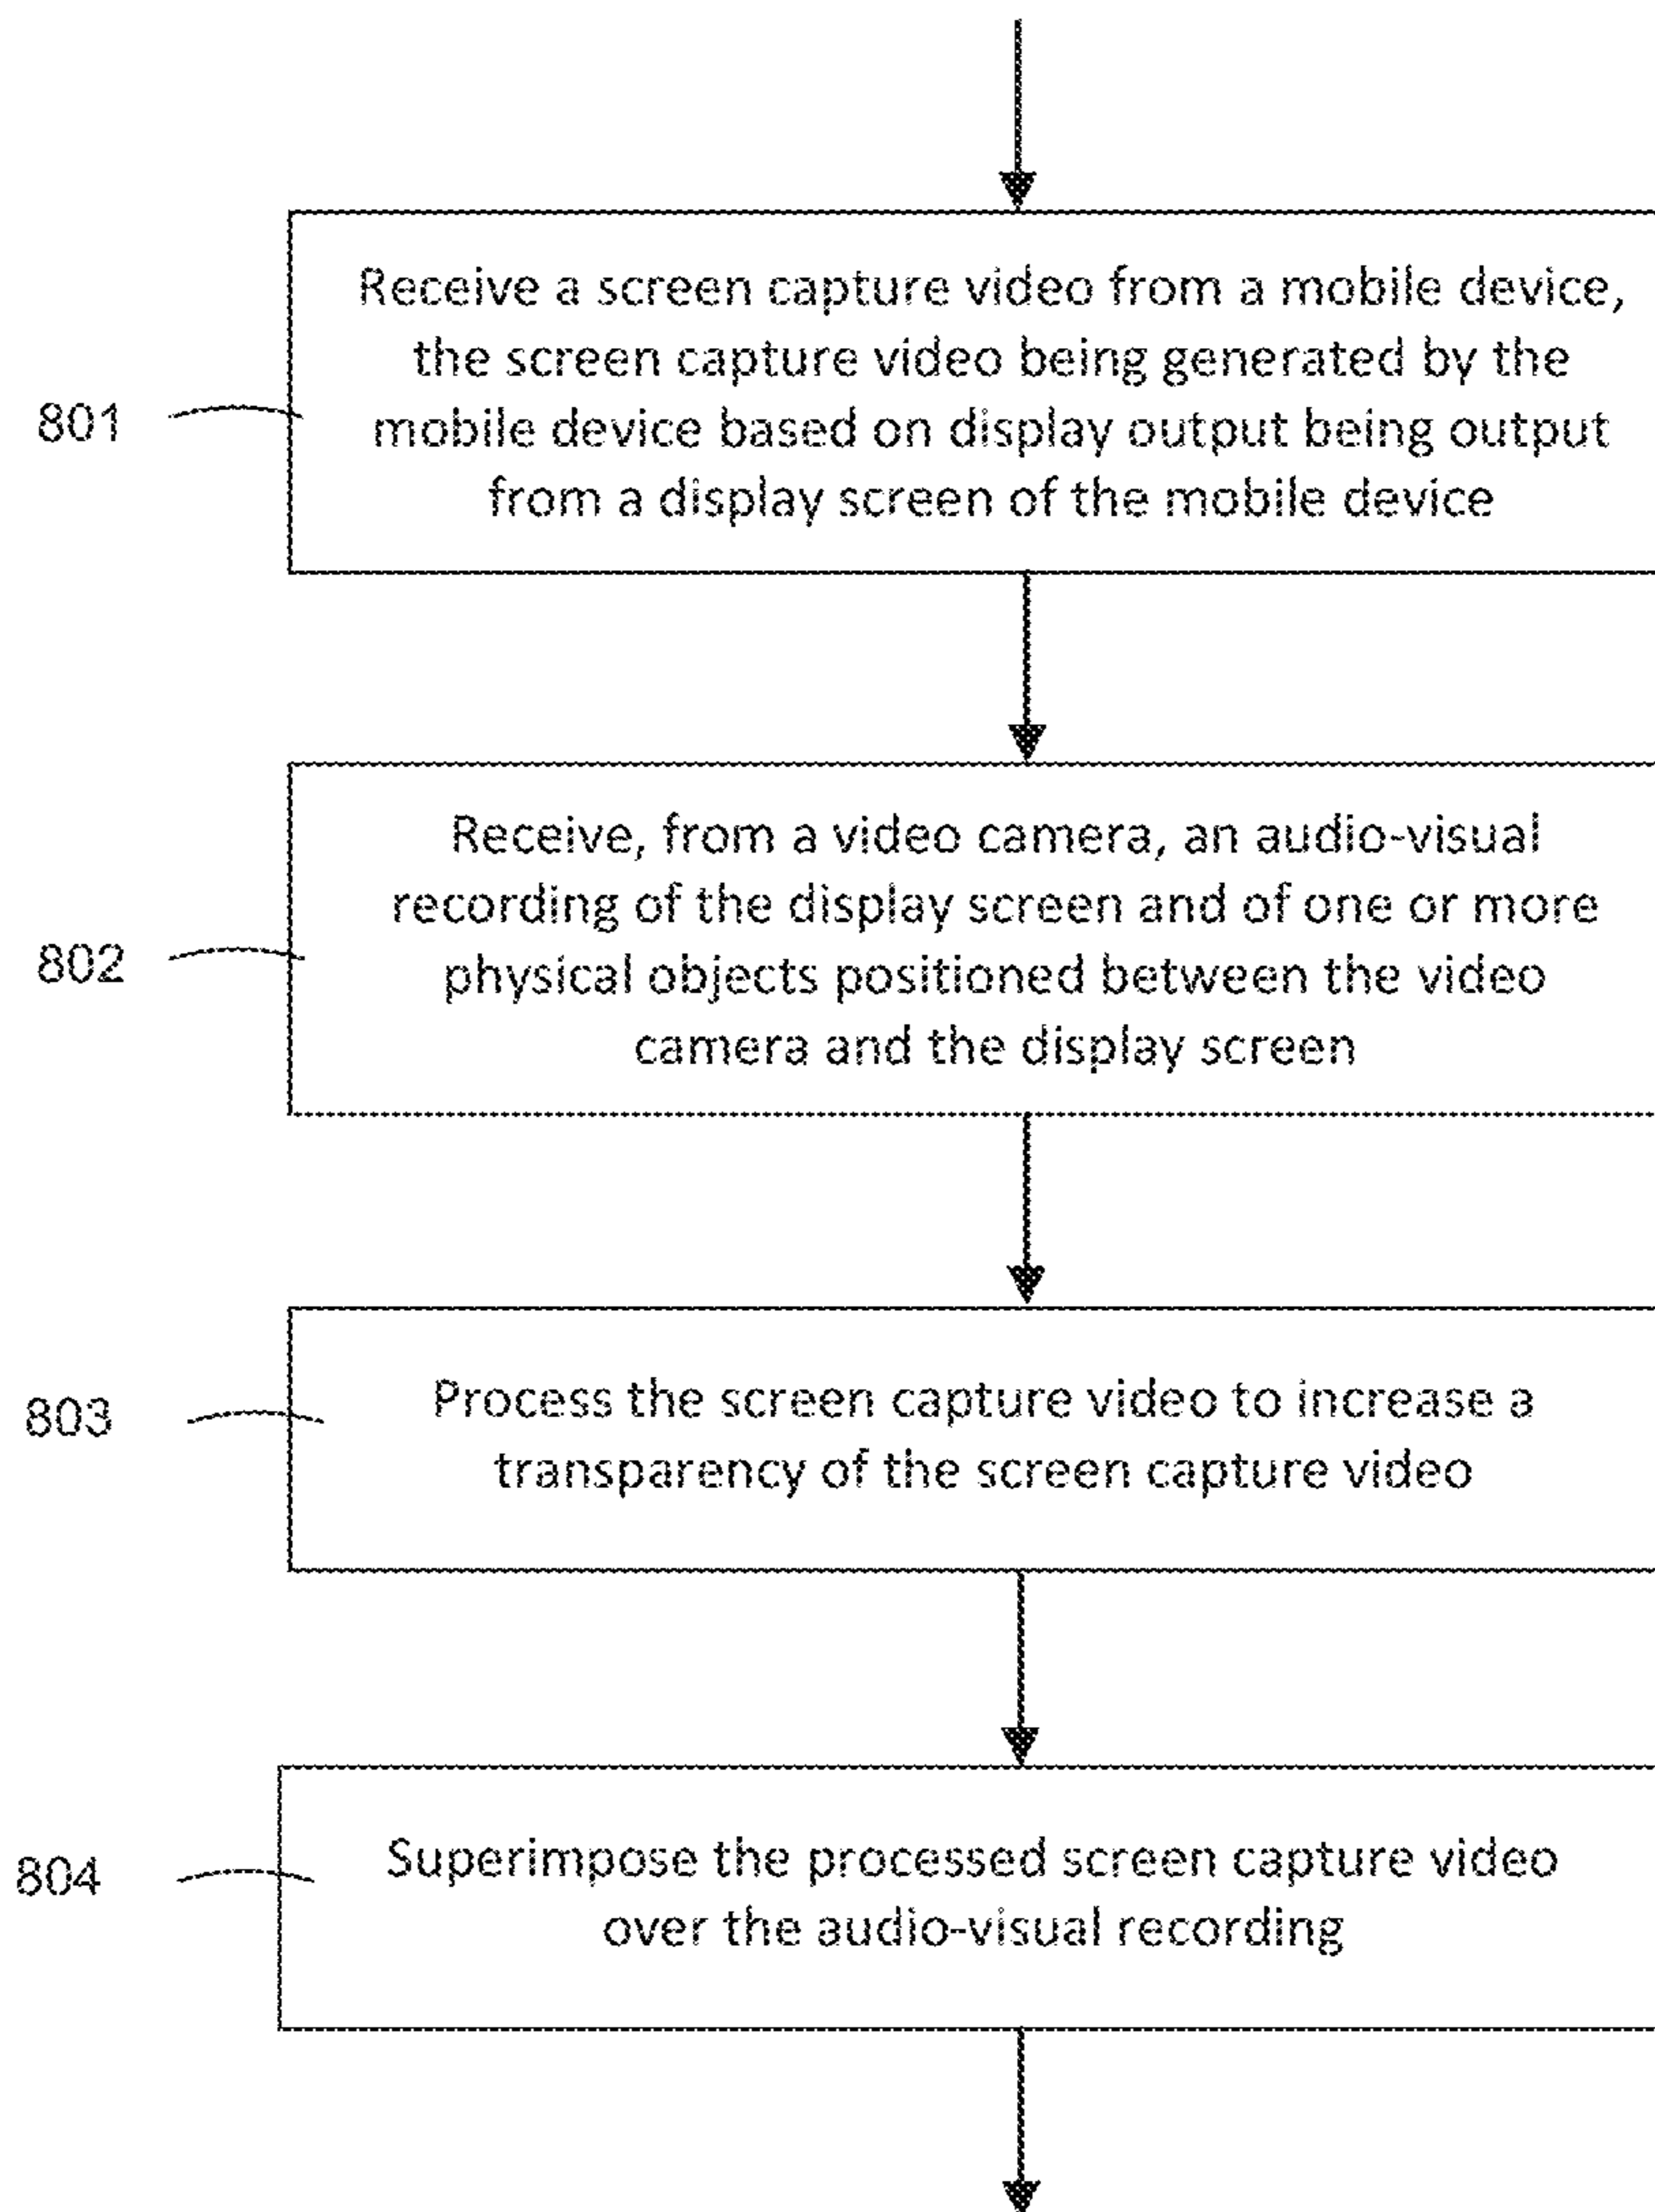 Receive a screen capture video from a mobile device,
the screen capture video being generated by the
801
mobile device based on display output being output
from a display screen of the mobile device
Receive, from a video camera, an audio-visual
recording of the display screen and of one or more
802
physical objects positioned between the video
camera and the display screen
803
Process the screen capture video to increase a
transparency of the screen capture video
804
Superimpose the processed screen capture video
over the audio-visual recording